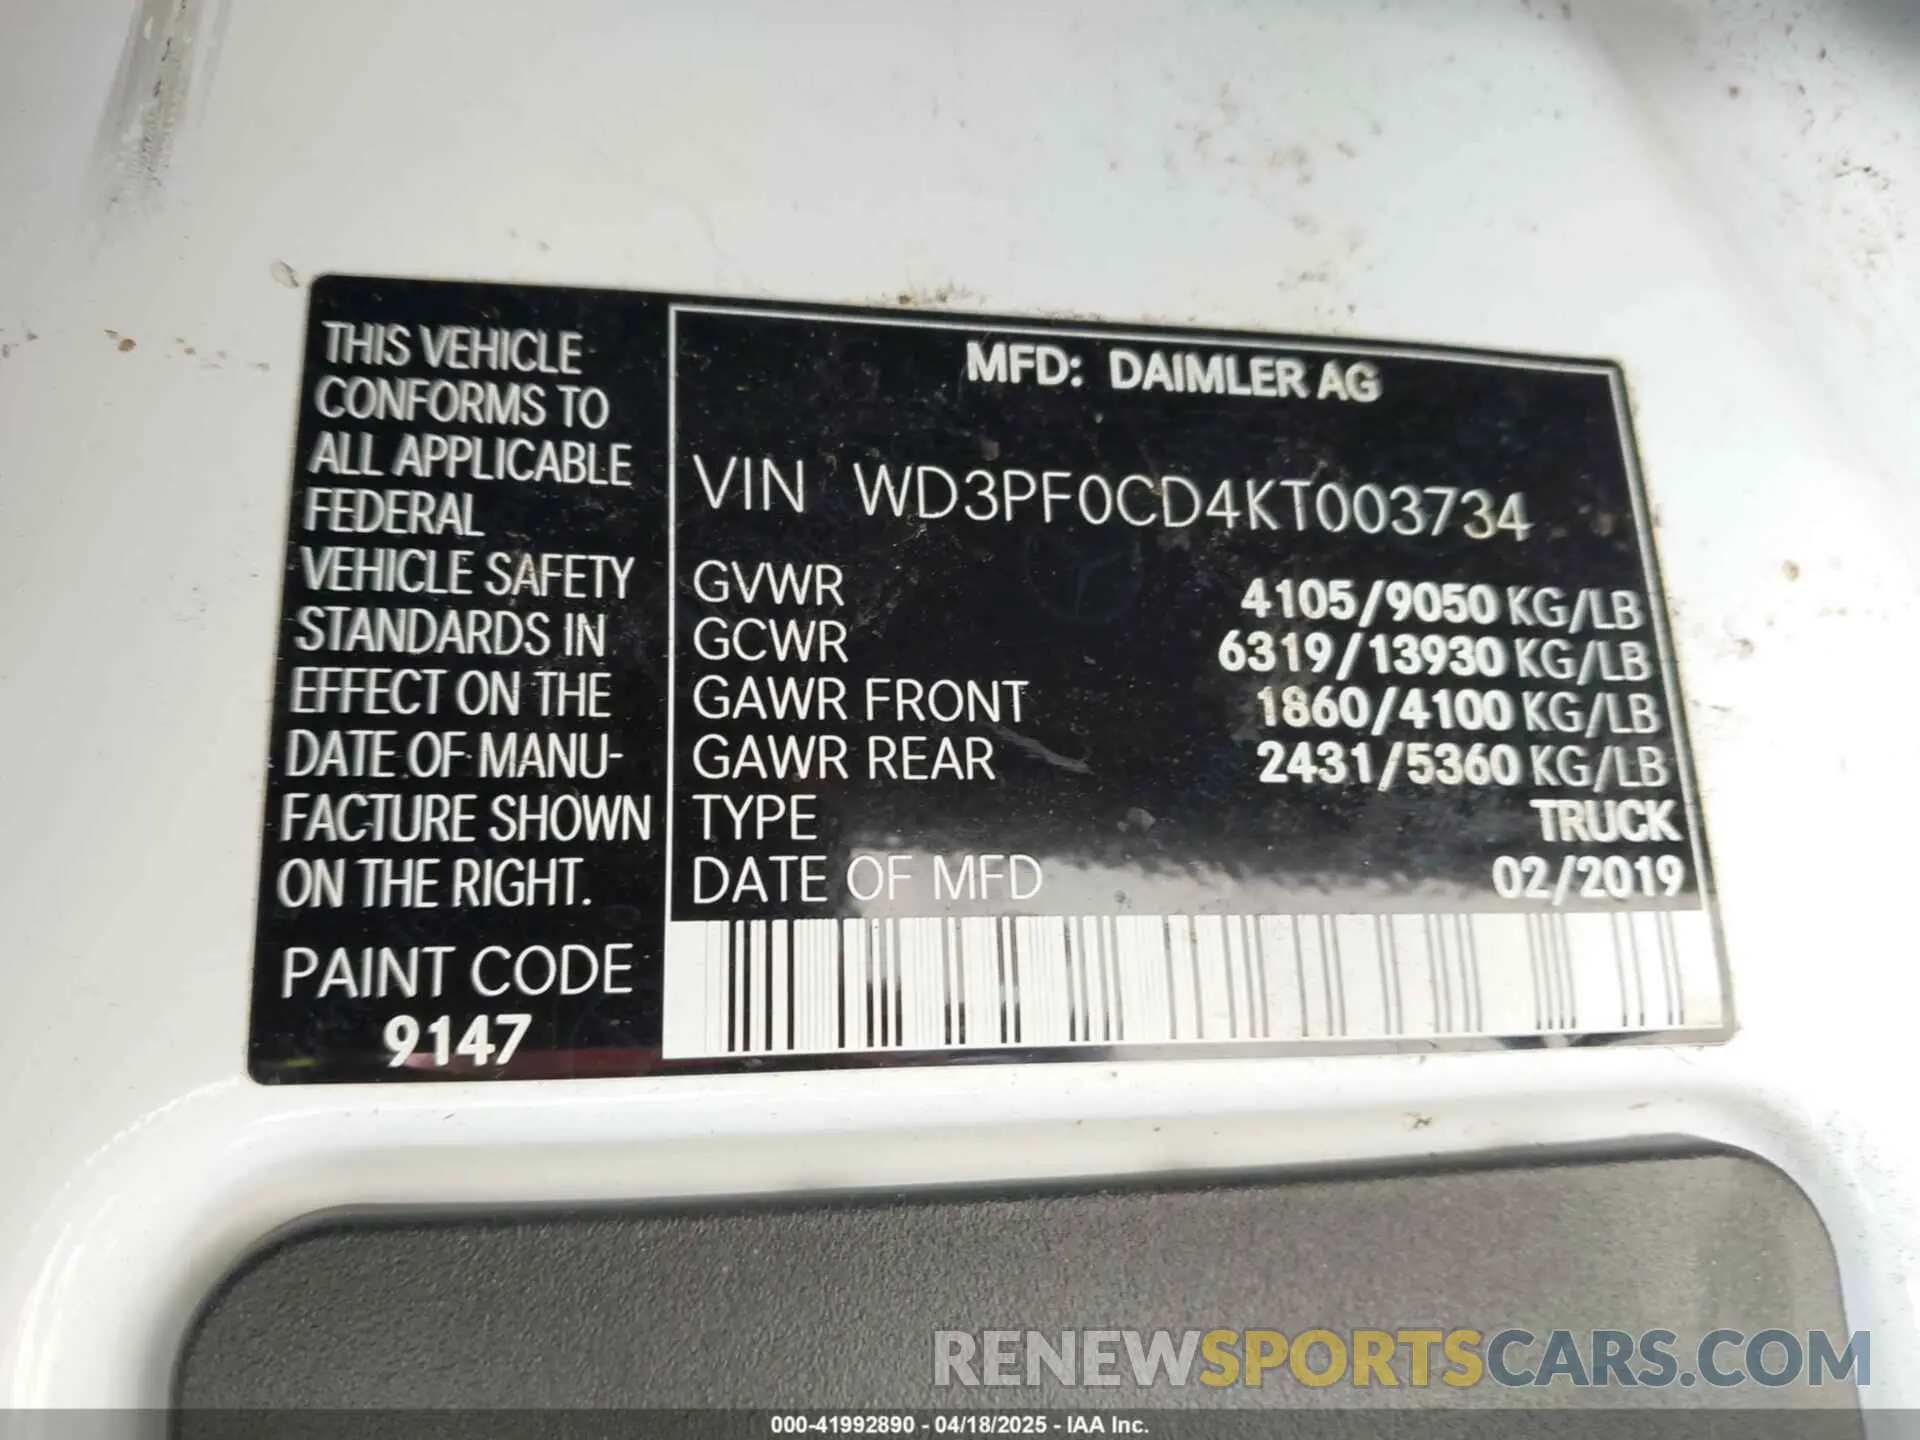 THIS VEHICLE
CONFORMS TO
ALL APPLICABLE
FEDERAL
VEHICLE SAFETY
STANDARDS IN
EFFECT ON THE
DATE OF MANU-
FACTURE SHOWN
ON THE RIGHT.
PAINT CODE
9147
MFD: DAIMLER AG
VIN WD3PF0CD4KT003734
GVWR 4105/9050 KG/LB
GCWR 6319/13930 KG/LB
GAWR FRONT 1860/4100 KG/LB
GAWR REAR 2431/5360 KG/LB
TYPE TRUCK
DATE OF MFD 02/2019
RENEWSPORTSCARS.COM
000-41992890 - 04/18/2025 - IAA Inc.